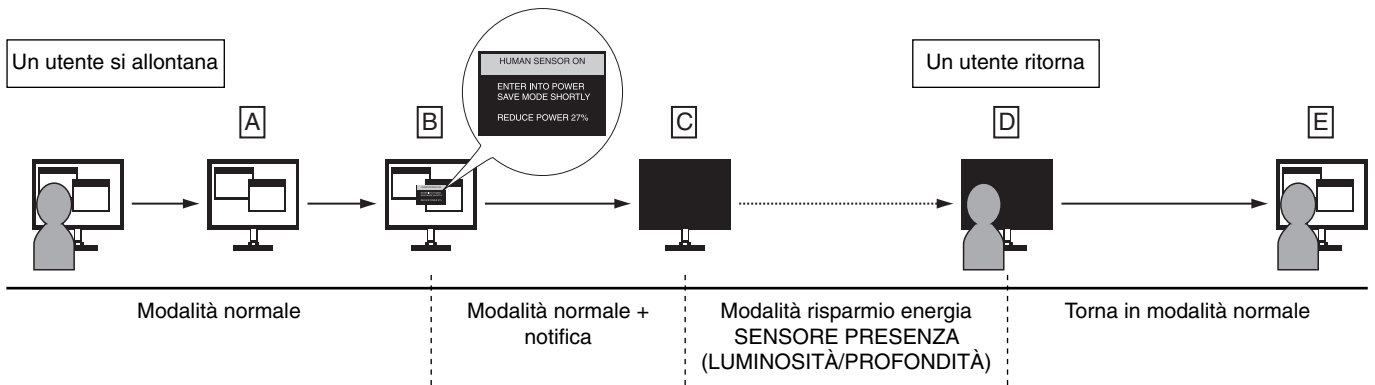 Un utente si allontana
HUMAN SENSOR ON
ENTER INTO POWER
SAVE MODE SHORTLY
REDUCE POWER 27%
Un utente ritorna
A
B
C
D
E
Modalità normale
Modalità normale +
notifica
Modalità risparmio energia
SENSORE PRESENZA
(LUMINOSITÀ/PROFONDITÀ)
Torna in modalità normale